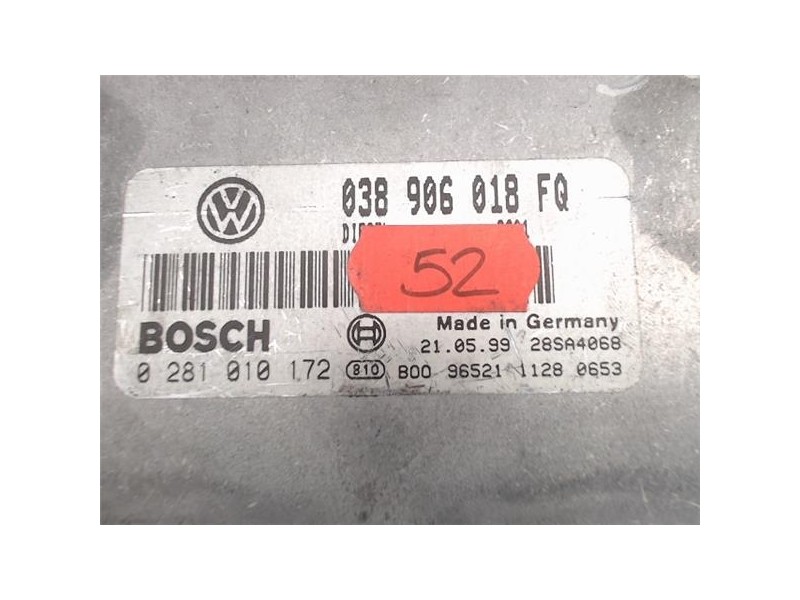 038 906 018 FQ
52
BOSCH
Made in Germany
21.05.99 28SA4068
0 281 010 172 810 B00 96521 1128 0653